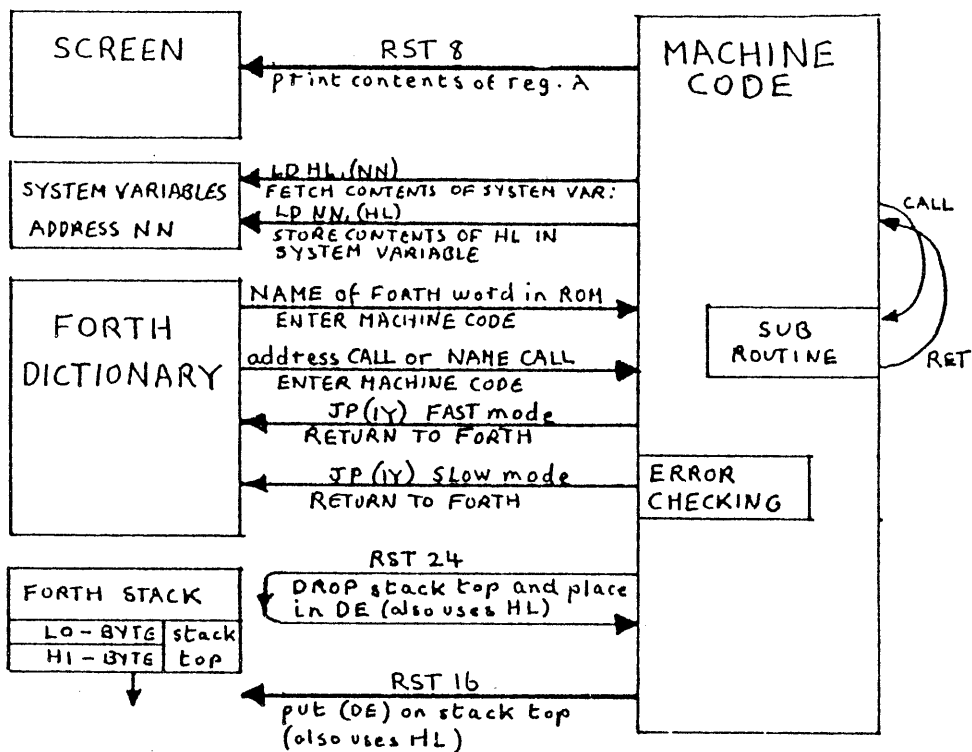 SCREEN
RST 8
print contents of reg. A
MACHINE
CODE
SYSTEM VARIABLES
ADDRESS NN
LD HL,(NN)
FETCH CONTENTS OF SYSTEM VAR:
LD NN,(HL)
STORE CONTENTS OF HL IN
SYSTEM VARIABLE
CALL
SUB
ROUTINE
RET
FORTH
DICTIONARY
NAME of FORTH word in ROM
ENTER MACHINE CODE
address CALL or NAME CALL
ENTER MACHINE CODE
JP(IY) FAST mode
RETURN TO FORTH
JP(IY) SLOW mode
RETURN TO FORTH
ERROR
CHECKING
FORTH STACK
LO-BYTE
HI-BYTE
stack
top
RST 24
DROP stack top and place
in DE (also uses HL)
RST 16
put (DE) on stack top
(also uses HL)